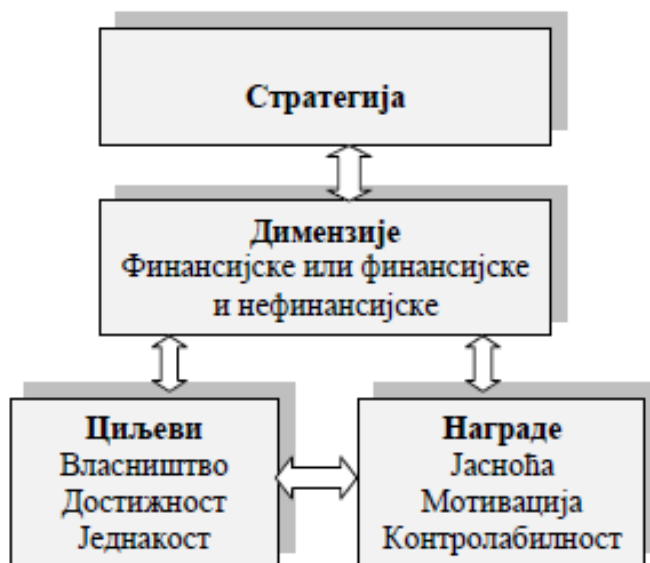 Стратегија
Димензије
Финансијске или финансијске
и нефинансијске
Циљеви
Власништво
Достижност
Једнакост
Награде
Јасноћа
Мотивација
Контролабилност